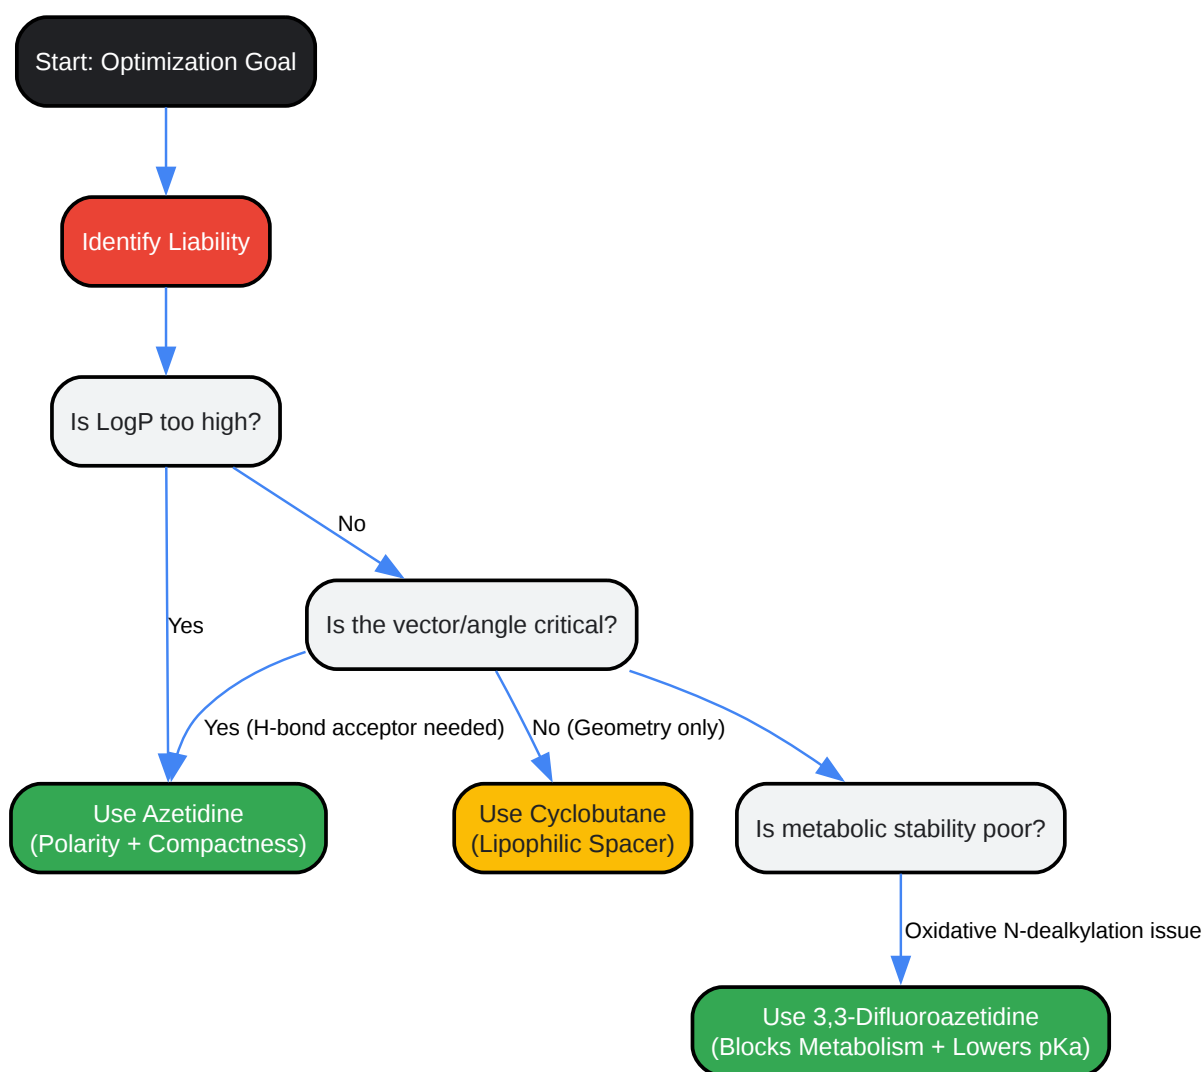 Start: Optimization Goal
Identify Liability
Is LogP too high?
No
Is the vector/angle critical?
Yes
Yes (H-bond acceptor needed)
No (Geometry only)
Use Azetidine
(Polarity + Compactness)
Use Cyclobutane
(Lipophilic Spacer)
Is metabolic stability poor?
Oxidative N-dealkylation issue
Use 3,3-Difluoroazetidine
(Blocks Metabolism + Lowers pKa)